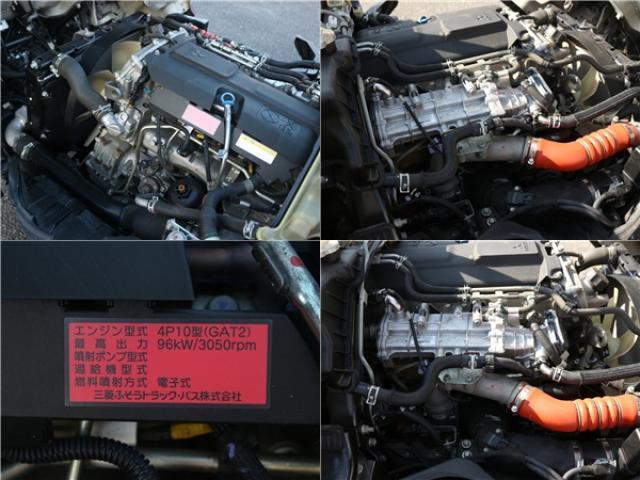 エンジン型式 4P10型(GAT2)
最高出力 96kW/3050rpm
噴射ポンプ型式
過給機型式
燃料噴射方式 電子式
三菱ふそうトラック・バス株式会社